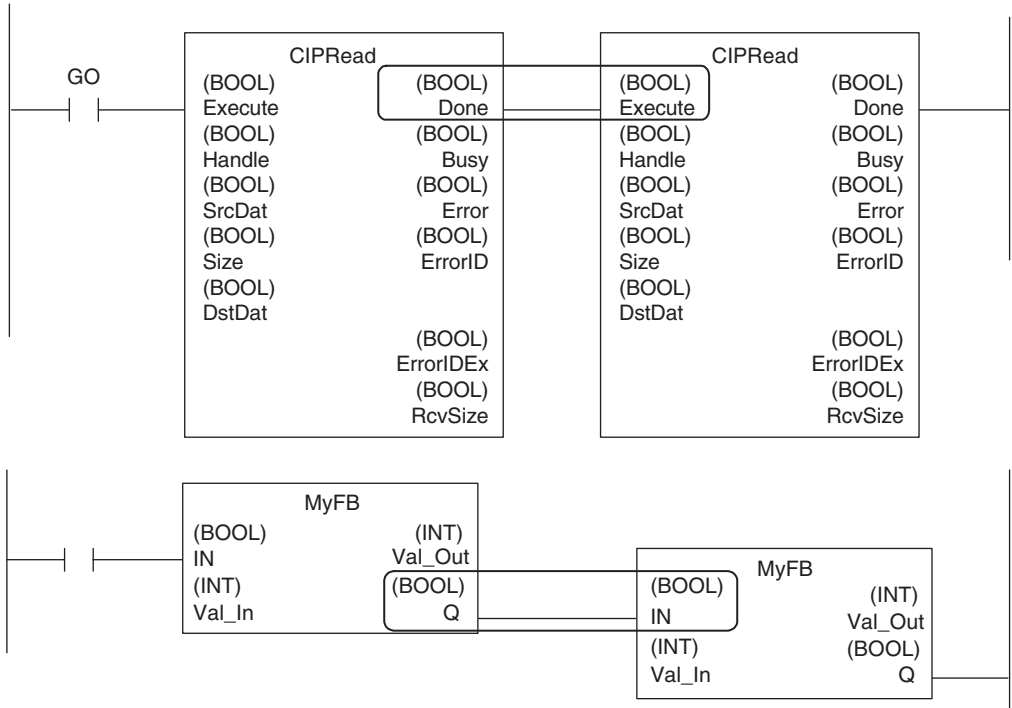 GO
CIPRead
(BOOL) (BOOL)
Execute Done
(BOOL) (BOOL)
Handle Busy
(BOOL) (BOOL)
SrcDat Error
(BOOL) (BOOL)
Size ErrorID
(BOOL)
DstDat
(BOOL)
ErrorIDEx
(BOOL)
RcvSize
CIPRead
(BOOL) (BOOL)
Execute Done
(BOOL) (BOOL)
Handle Busy
(BOOL) (BOOL)
SrcDat Error
(BOOL) (BOOL)
Size ErrorID
(BOOL)
DstDat
(BOOL)
ErrorIDEx
(BOOL)
RcvSize
MyFB
(BOOL) (INT)
IN Val_Out
(INT) (BOOL)
Val_In Q
MyFB
(BOOL) (INT)
IN Val_Out
(INT) (BOOL)
Val_In Q